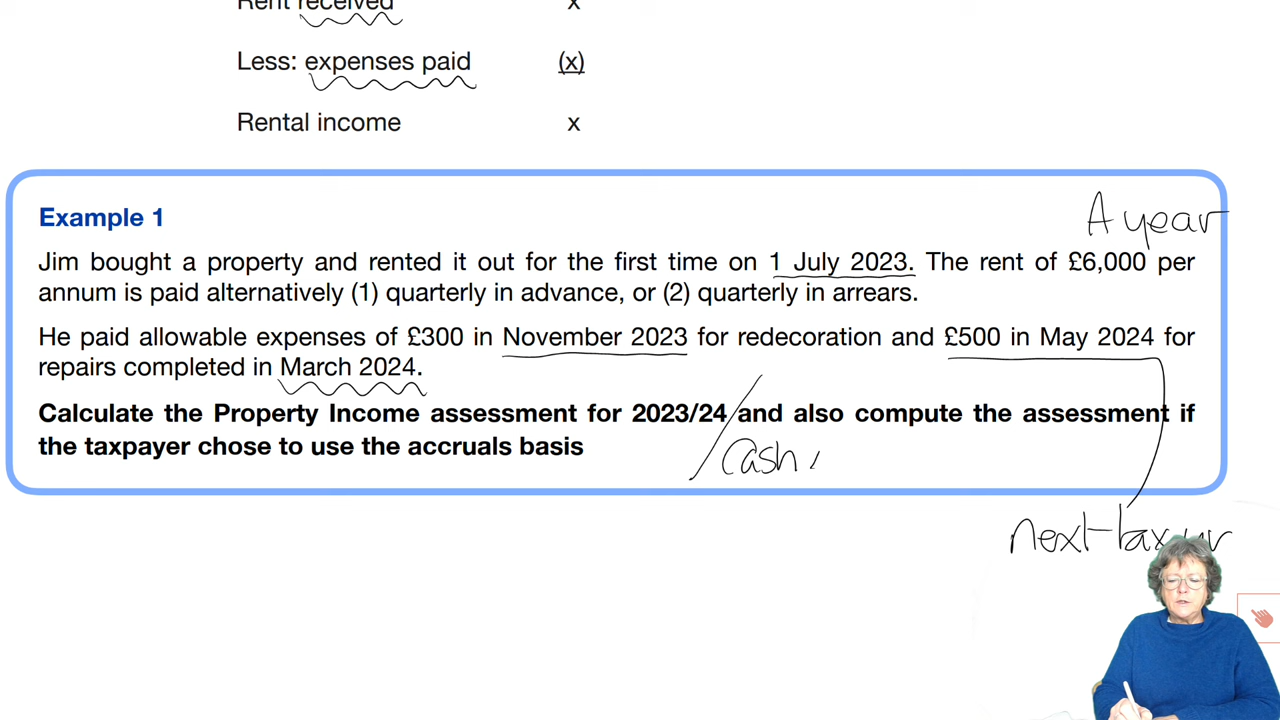 Rent received x
Less: expenses paid (x)
Rental income x
Example 1
A year
Jim bought a property and rented it out for the first time on 1 July 2023. The rent of £6,000 per
annum is paid alternatively (1) quarterly in advance, or (2) quarterly in arrears.
He paid allowable expenses of £300 in November 2023 for redecoration and £500 in May 2024 for
repairs completed in March 2024.
Calculate the Property Income assessment for 2023/24 and also compute the assessment if
the taxpayer chose to use the accruals basis
Cash
next tax yr